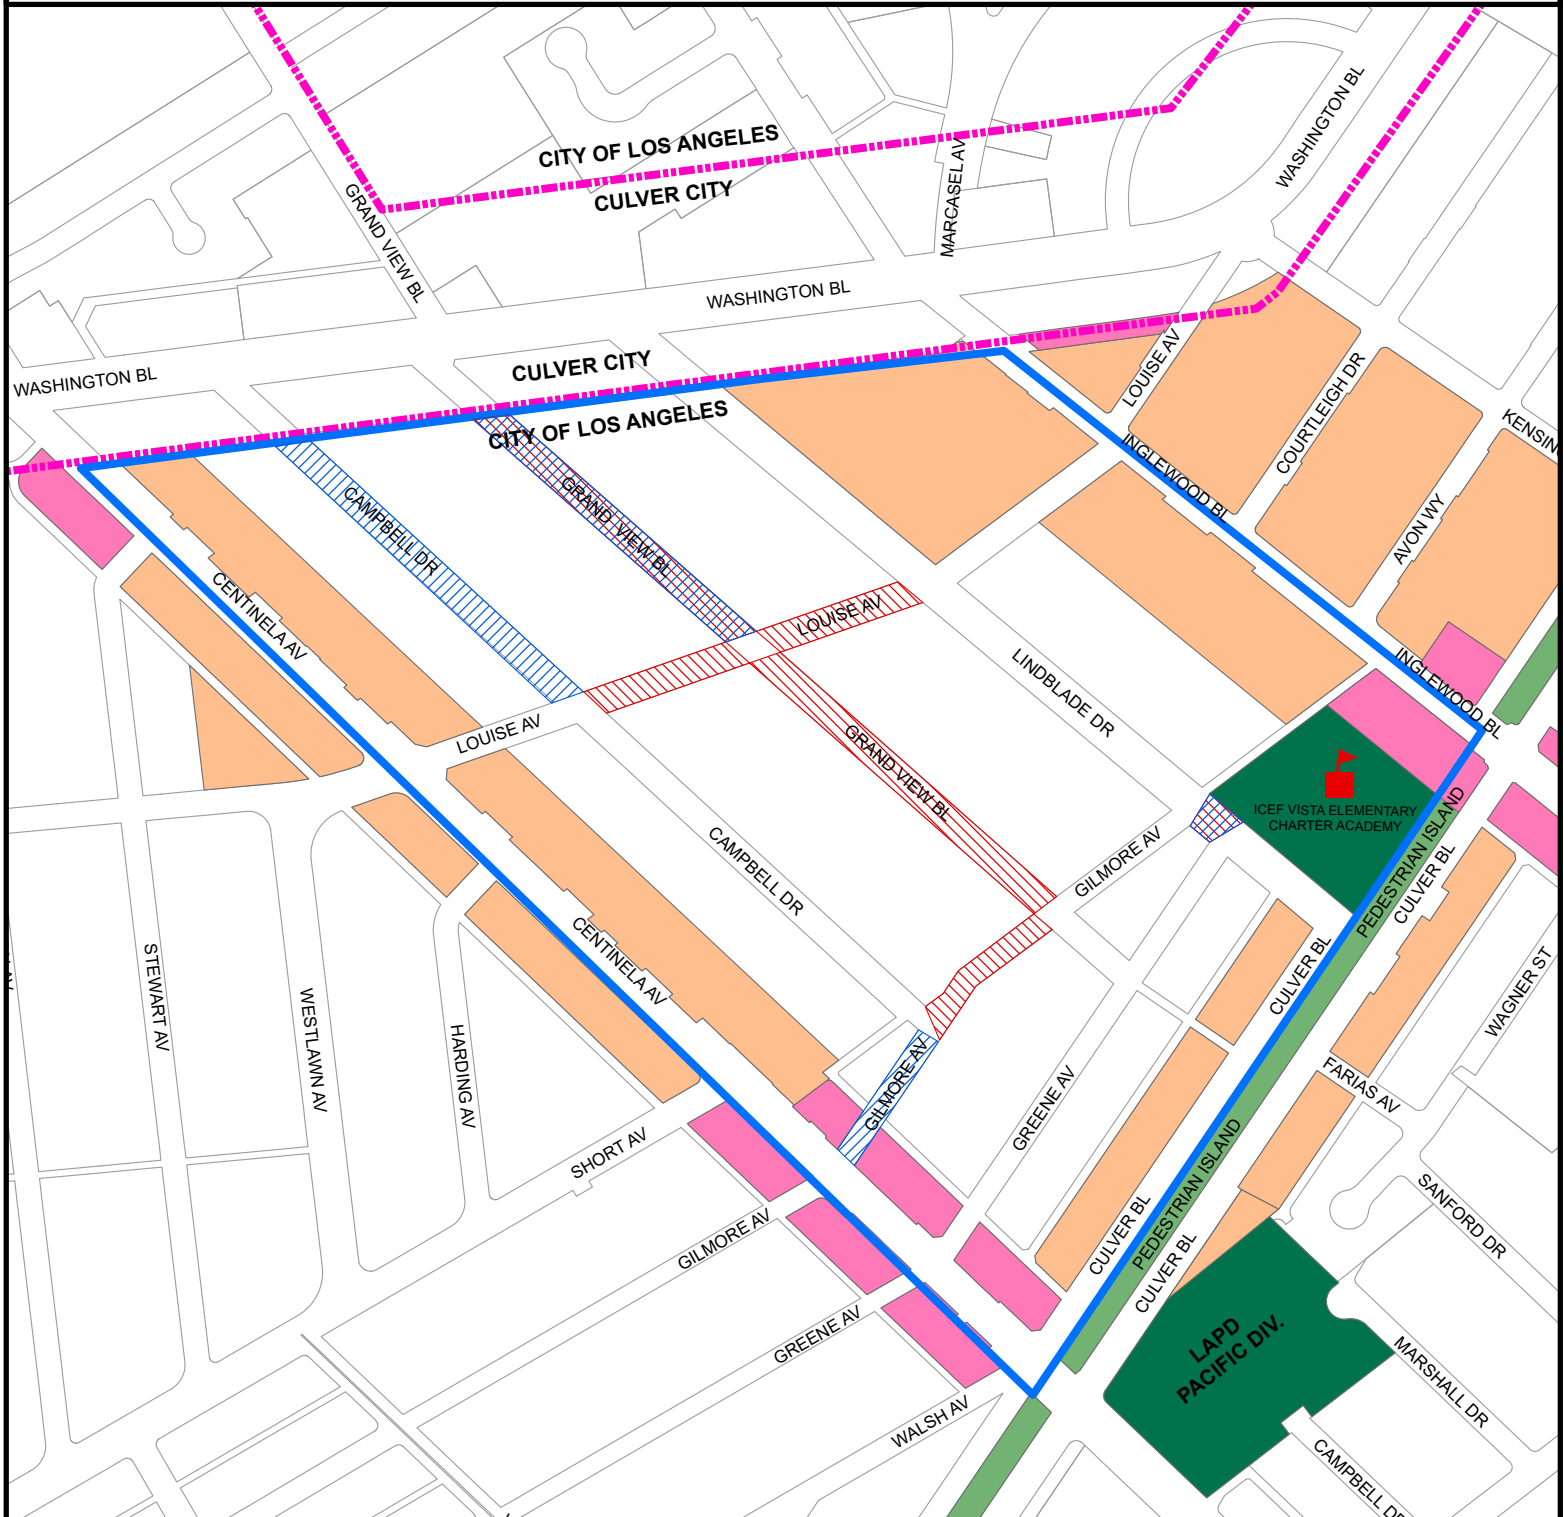 CITY OF LOS ANGELES
CULVER CITY
WASHINGTON BL
MARCASEL AV
GRAND VIEW BL
WASHINGTON BL
WASHINGTON BL
CULVER CITY
CITY OF LOS ANGELES
LOUISE AV
COURTLEIGH DR
KENSIN
INGLEWOOD BL
AVON WY
CAMPBELL DR
GRAND VIEW BL
CENTINELA AV
LOUISE AV
LINDBLADE DR
INGLEWOOD BL
LOUISE AV
GRAND VIEW BL
ICEF VISTA ELEMENTARY
CHARTER ACADEMY
PEDESTRIAN ISLAND
CULVER BL
CAMPBELL DR
GILMORE AV
CENTINELA AV
CULVER BL
STEWART AV
WESTLAWN AV
HARDING AV
WAGNER ST
GILMORE AV
GREENE AV
FARIAS AV
SHORT AV
PEDESTRIAN ISLAND
CULVER BL
CULVER BL
SANFORD DR
GILMORE AV
GREENE AV
LAPD
PACIFIC DIV.
MARSHALL DR
WALSH AV
CAMPBELL DR